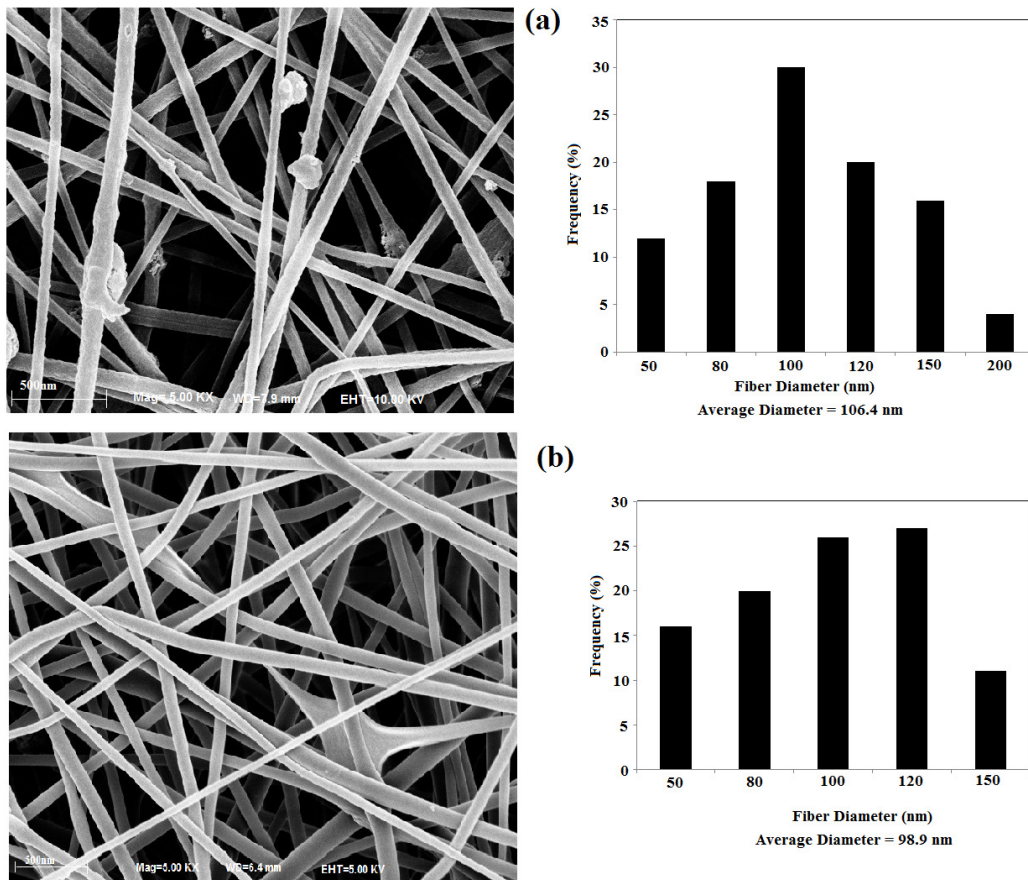 (a)
35
30
25
20
15
10
5
0
Frequency (%)
50 80 100 120 150 200
Fiber Diameter (nm)
Average Diameter = 106.4 nm
500nm
Mag= 5.00 KX WD=7.9 mm EHT=10.00 KV
(b)
30
25
20
15
10
5
0
Frequency (%)
50 80 100 120 150
Fiber Diameter (nm)
Average Diameter = 98.9 nm
500nm
Mag=5.00 KX WD=6.4 mm EHT=5.00 KV